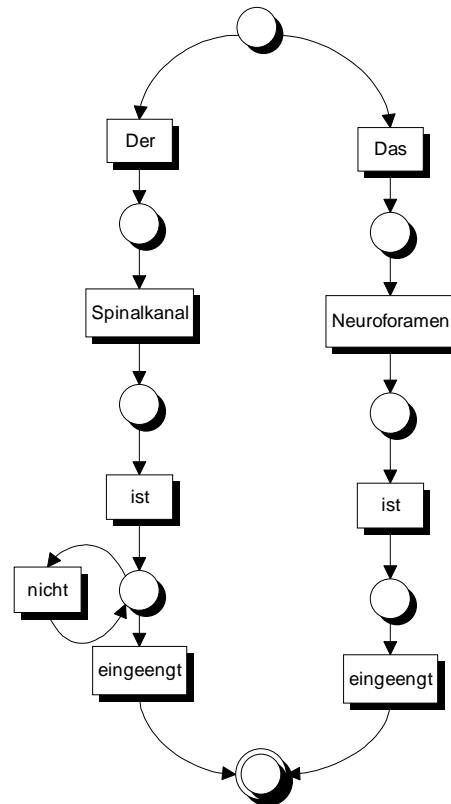 Der
Das
Spinalkanal
Neuroforamen
ist
ist
nicht
eingeengt
eingeengt